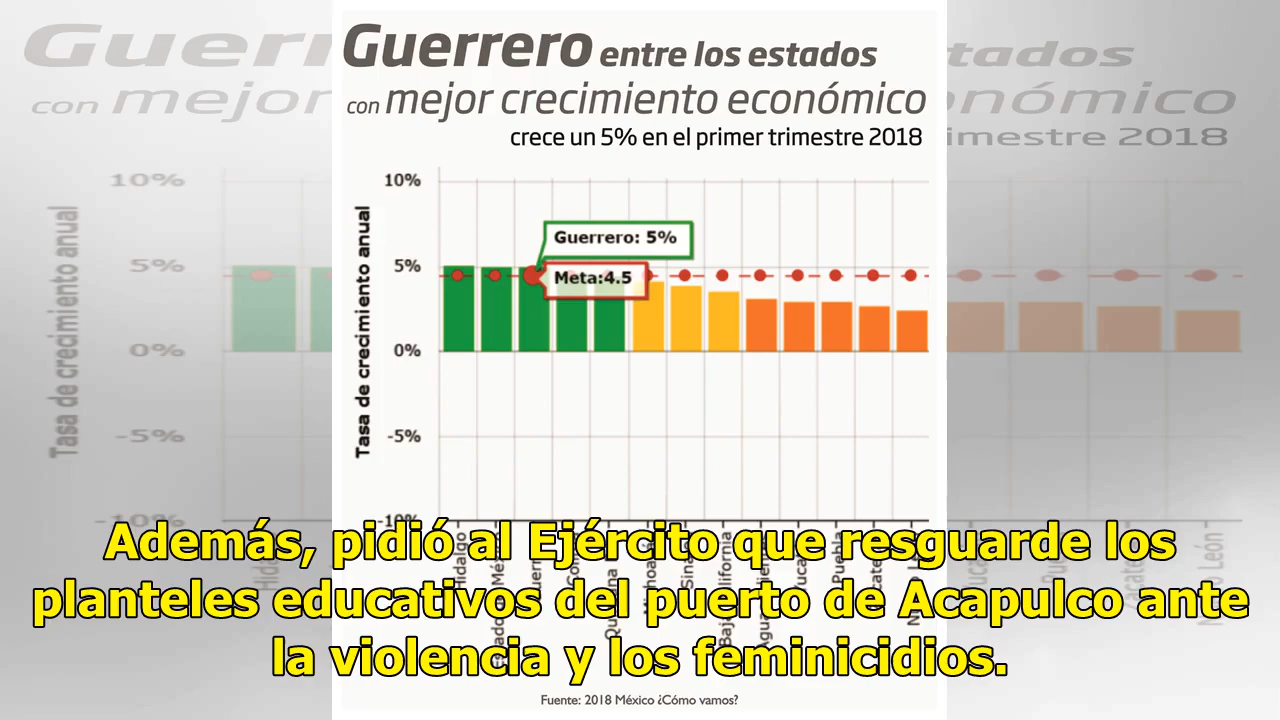 Guerrero entre los estados
con mejor crecimiento económico
crece un 5% en el primer trimestre 2018
10%
5%
0%
-5%
-10%
Tasa de crecimiento anual
Guerrero: 5%
Meta:4.5
Hidalgo
Puebla
Además, pidió al Ejército que resguarde los
planteles educativos del puerto de Acapulco ante
la violencia y los feminicidios.
Fuente: 2018 México ¿Cómo vamos?